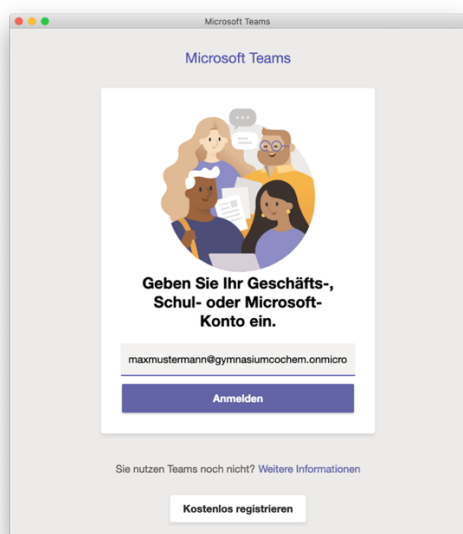 Microsoft Teams
Microsoft Teams
Geben Sie Ihr Geschäfts-,
Schul- oder Microsoft-
Konto ein.
maxmustermann@gymnasiumcochem.onmicro
Anmelden
Sie nutzen Teams noch nicht? Weitere Informationen
Kostenlos registrieren